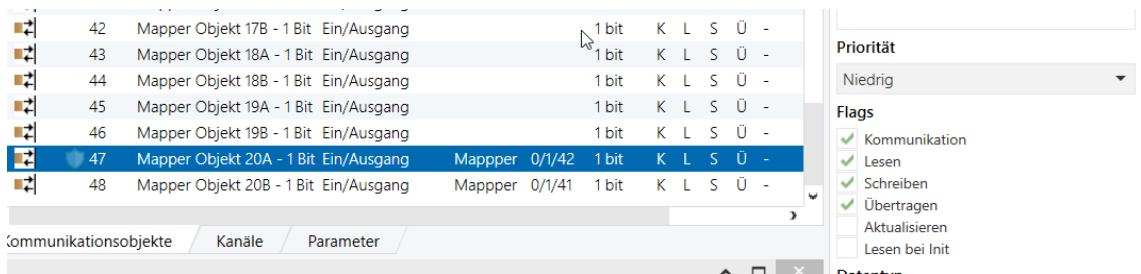 42 Mapper Objekt 17B - 1 Bit Ein/Ausgang 1 bit K L S Ü -
43 Mapper Objekt 18A - 1 Bit Ein/Ausgang 1 bit K L S Ü -
44 Mapper Objekt 18B - 1 Bit Ein/Ausgang 1 bit K L S Ü -
45 Mapper Objekt 19A - 1 Bit Ein/Ausgang 1 bit K L S Ü -
46 Mapper Objekt 19B - 1 Bit Ein/Ausgang 1 bit K L S Ü -
47 Mapper Objekt 20A - 1 Bit Ein/Ausgang Mappper 0/1/42 1 bit K L S Ü -
48 Mapper Objekt 20B - 1 Bit Ein/Ausgang Mappper 0/1/41 1 bit K L S Ü -
Kommunikationsobjekte Kanäle Parameter
Priorität
Niedrig
Flags
Kommunikation
Lesen
Schreiben
Übertragen
Aktualisieren
Lesen bei Init